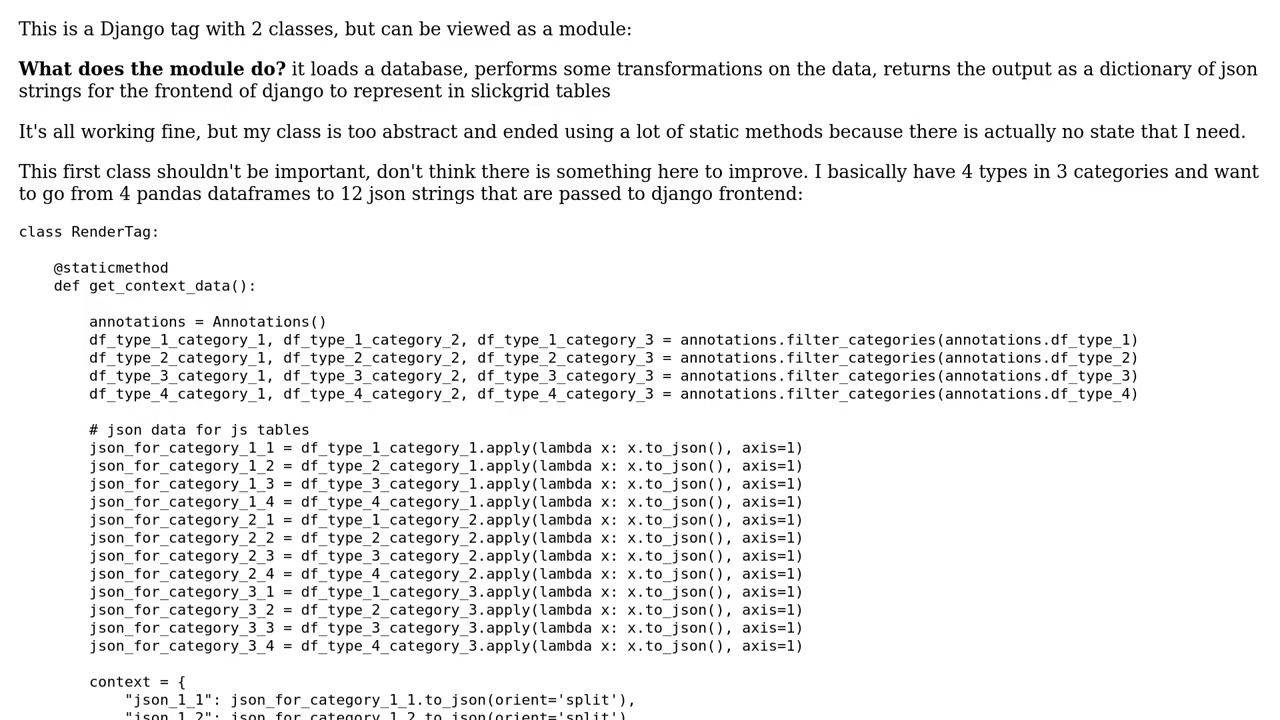 This is a Django tag with 2 classes, but can be viewed as a module:
What does the module do? it loads a database, performs some transformations on the data, returns the output as a dictionary of json
strings for the frontend of django to represent in slickgrid tables
It's all working fine, but my class is too abstract and ended using a lot of static methods because there is actually no state that I need.
This first class shouldn't be important, don't think there is something here to improve. I basically have 4 types in 3 categories and want
to go from 4 pandas dataframes to 12 json strings that are passed to django frontend:
class RenderTag:
@staticmethod
def get_context_data():
annotations = Annotations()
df_type_1_category_1, df_type_1_category_2, df_type_1_category_3 = annotations.filter_categories(annotations.df_type_1)
df_type_2_category_1, df_type_2_category_2, df_type_2_category_3 = annotations.filter_categories(annotations.df_type_2)
df_type_3_category_1, df_type_3_category_2, df_type_3_category_3 = annotations.filter_categories(annotations.df_type_3)
df_type_4_category_1, df_type_4_category_2, df_type_4_category_3 = annotations.filter_categories(annotations.df_type_4)
# json data for js tables
json_for_category_1_1 = df_type_1_category_1.apply(lambda x: x.to_json(), axis=1)
json_for_category_1_2 = df_type_2_category_1.apply(lambda x: x.to_json(), axis=1)
json_for_category_1_3 = df_type_3_category_1.apply(lambda x: x.to_json(), axis=1)
json_for_category_1_4 = df_type_4_category_1.apply(lambda x: x.to_json(), axis=1)
json_for_category_2_1 = df_type_1_category_2.apply(lambda x: x.to_json(), axis=1)
json_for_category_2_2 = df_type_2_category_2.apply(lambda x: x.to_json(), axis=1)
json_for_category_2_3 = df_type_3_category_2.apply(lambda x: x.to_json(), axis=1)
json_for_category_2_4 = df_type_4_category_2.apply(lambda x: x.to_json(), axis=1)
json_for_category_3_1 = df_type_1_category_3.apply(lambda x: x.to_json(), axis=1)
json_for_category_3_2 = df_type_2_category_3.apply(lambda x: x.to_json(), axis=1)
json_for_category_3_3 = df_type_3_category_3.apply(lambda x: x.to_json(), axis=1)
json_for_category_3_4 = df_type_4_category_3.apply(lambda x: x.to_json(), axis=1)
context = {
"json_1_1": json_for_category_1_1.to_json(orient='split'),
"json_1_2": json_for_category_1_2.to_json(orient='split'),